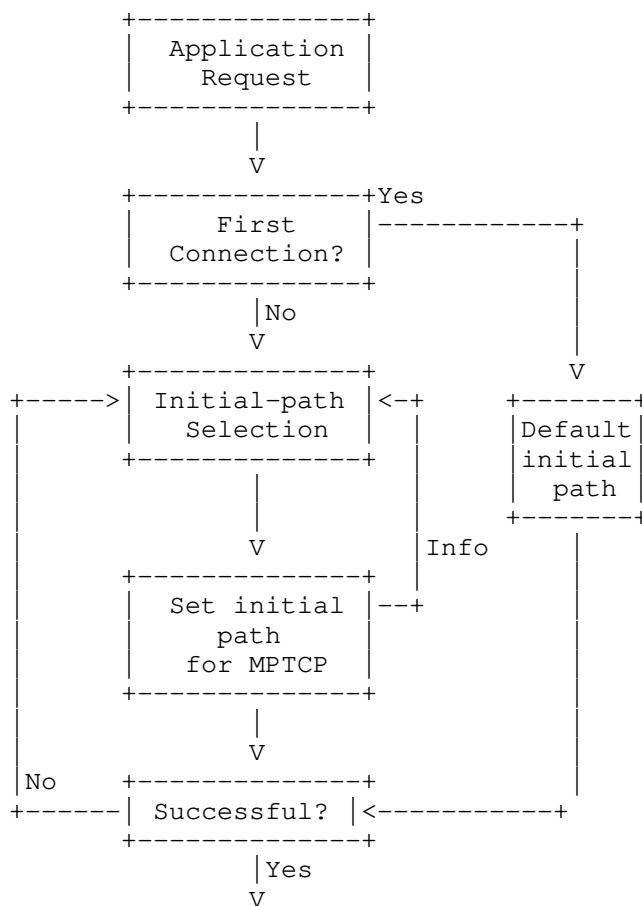 Application
Request
Yes
First
Connection?
No
Initial-path
Selection
Default
initial
path
Info
Set initial
path
for MPTCP
No
Successful?
Yes